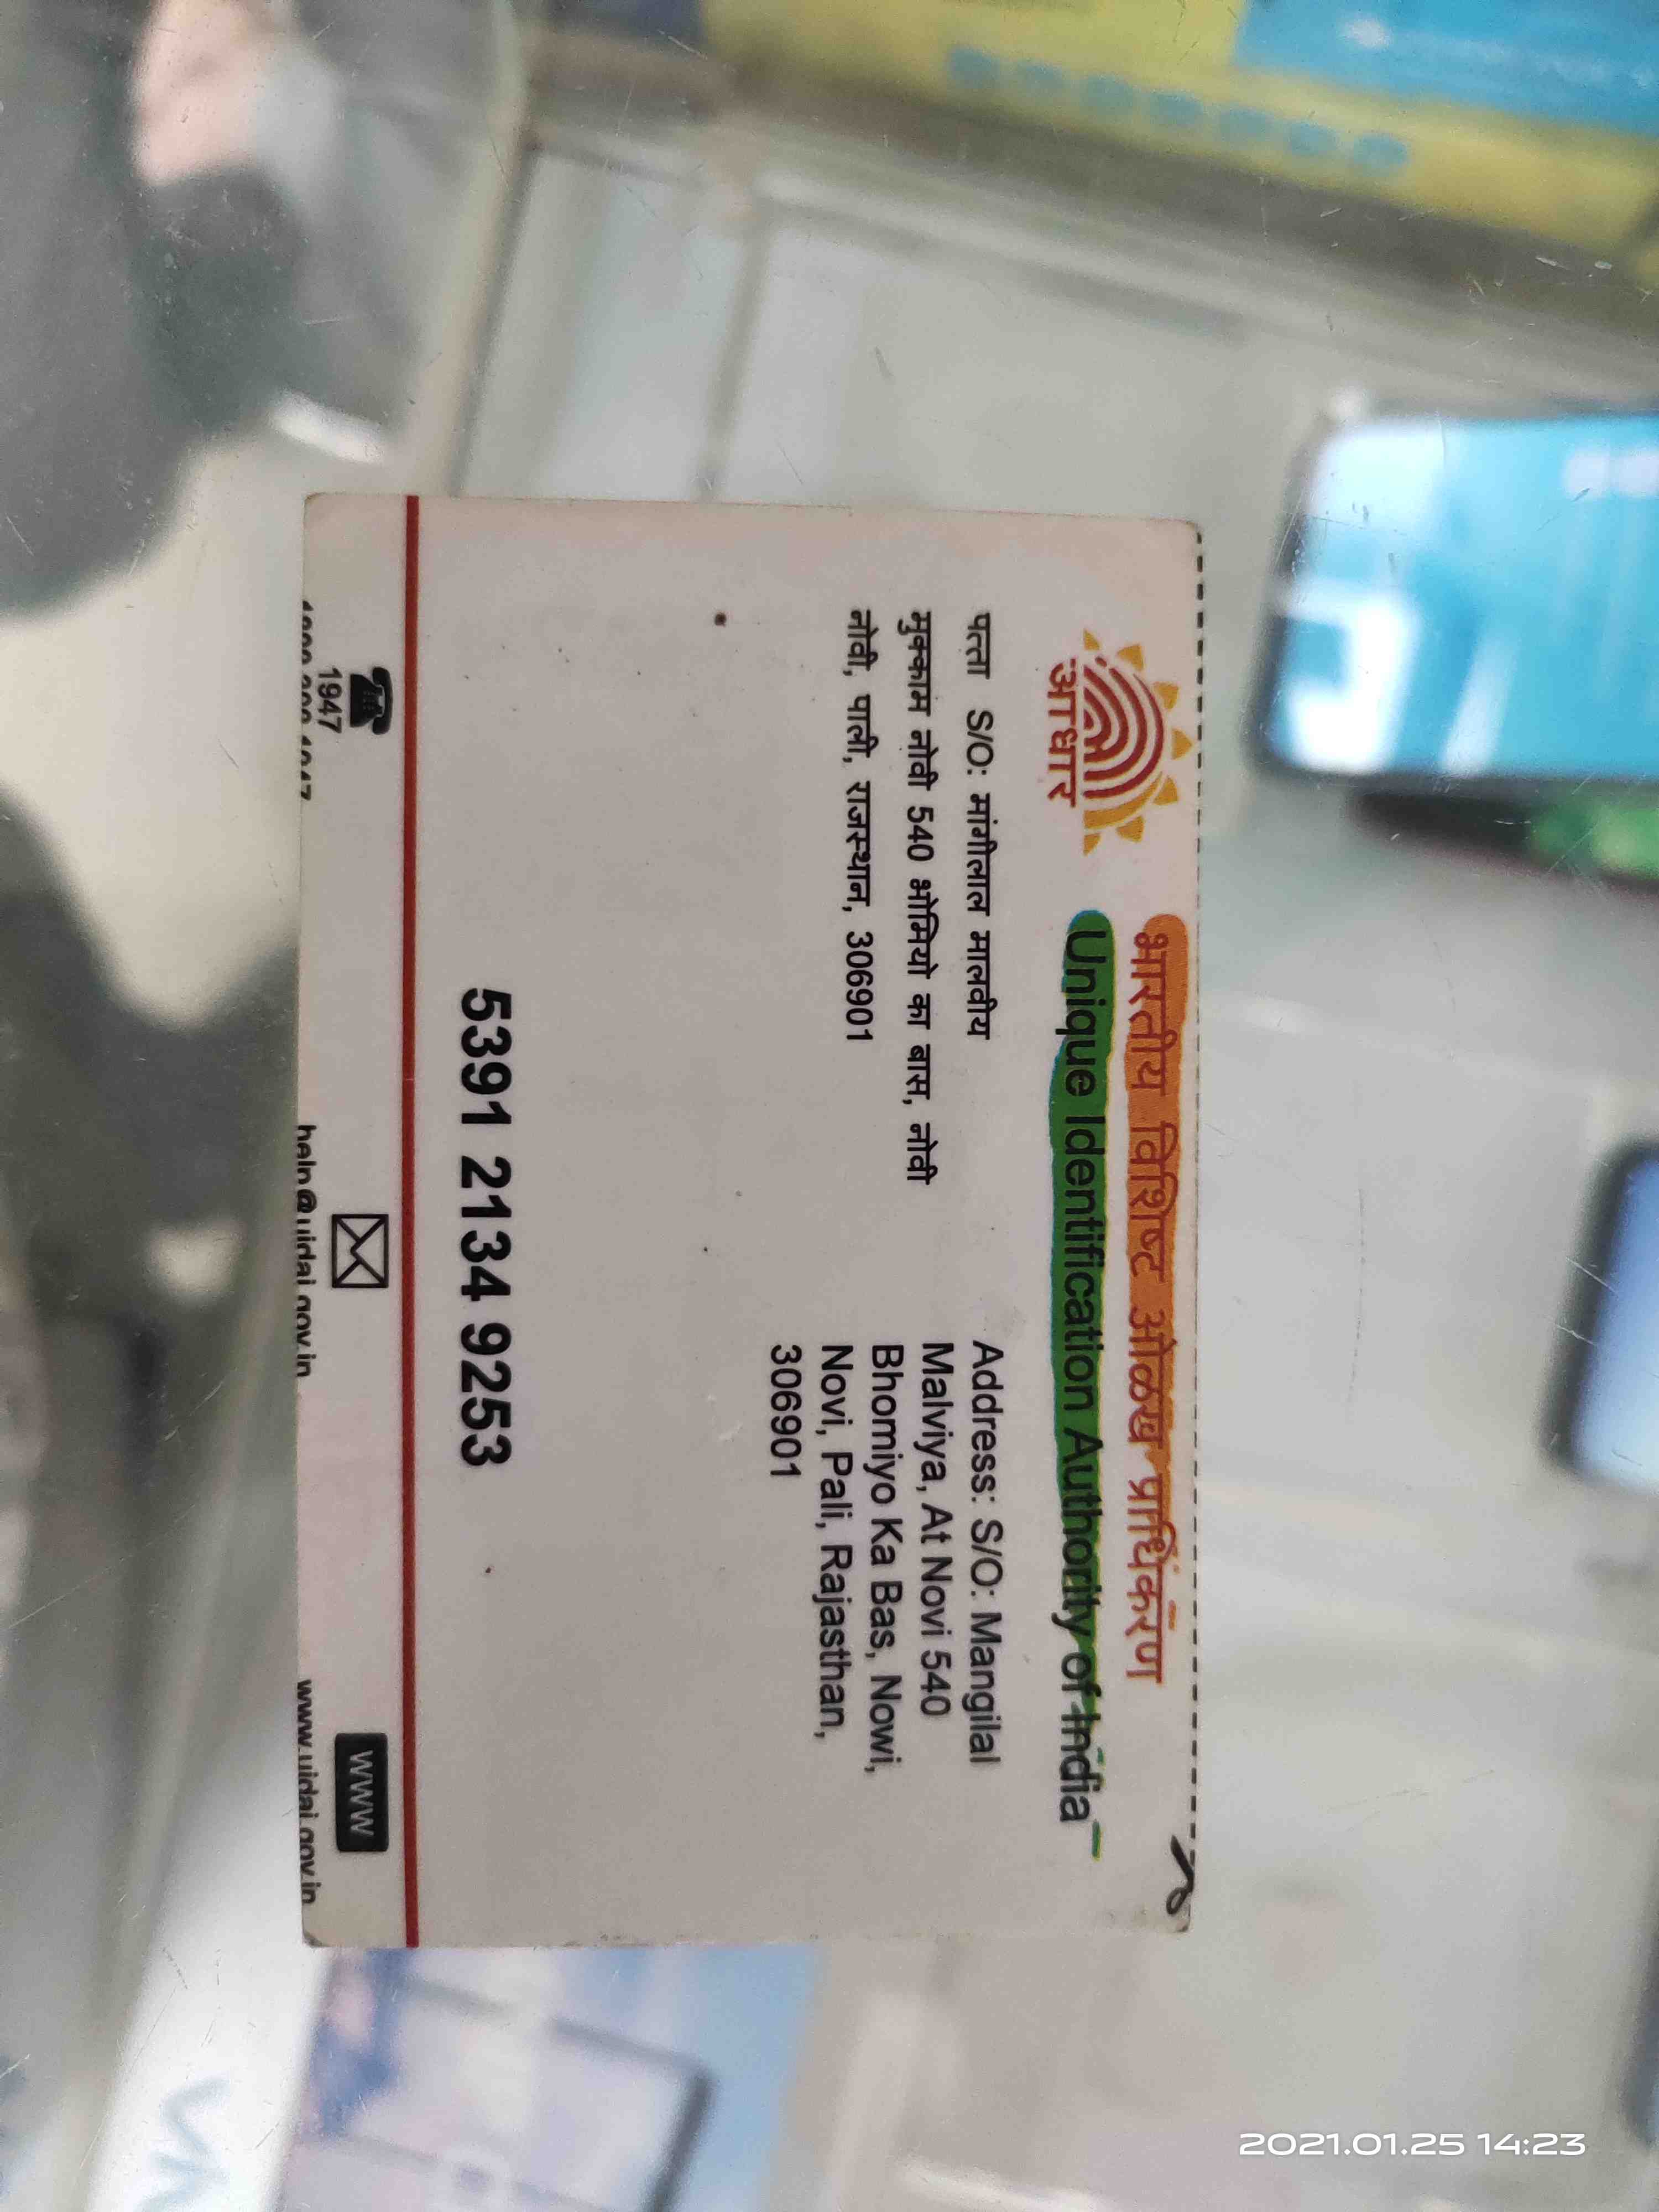 भारतीय विशिष्ट ओळख प्राधिकरण
Unique Identification Authority of India
आधार
पत्ता S/O: मांगीलाल मालवीय
मुक्काम नोवी 540 भोमियो का बास, नोवी
नोवी, पाली, राजस्थान, 306901
Address: S/O: Mangilal
Malviya, At Novi 540
Bhomiyo Ka Bas, Nowi,
Novi, Pali, Rajasthan,
306901
5391 2134 9253
WWW
1947
help@uidai.gov.in
www.uidai.gov.in
2021.01.25 14:23